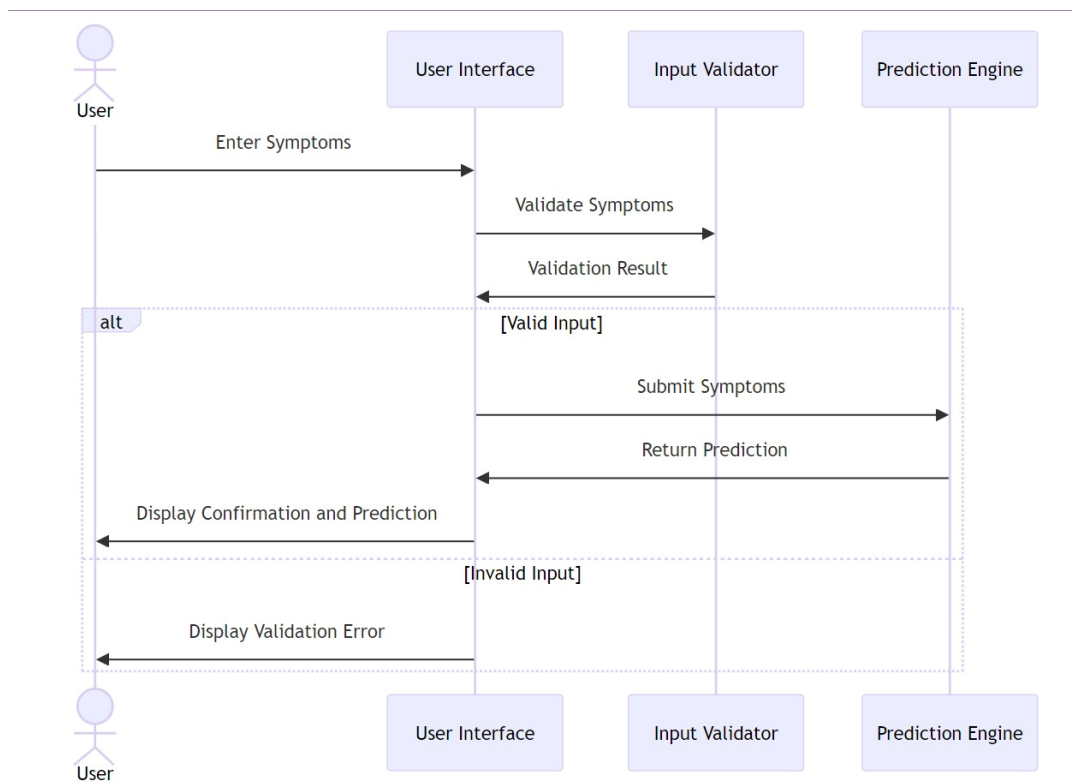 User
User Interface
Input Validator
Prediction Engine
Enter Symptoms
Validate Symptoms
Validation Result
alt
[Valid Input]
Submit Symptoms
Return Prediction
Display Confirmation and Prediction
[Invalid Input]
Display Validation Error
User
User Interface
Input Validator
Prediction Engine